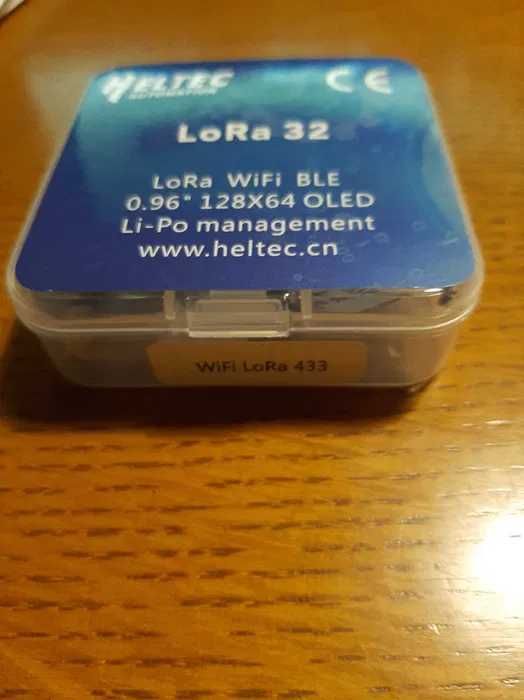 HELTEC
AUTOMATION
CE
LoRa 32
LoRa WiFi BLE
0.96" 128X64 OLED
Li-Po management
www.heltec.cn
WiFi LoRa 433